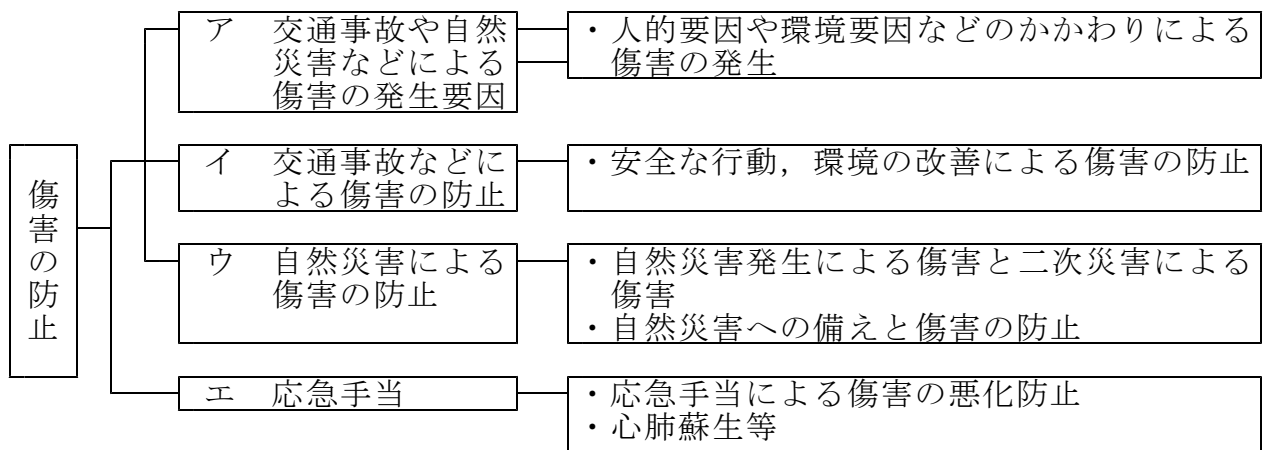 傷害の防止
ア　交通事故や自然
災害などによる
傷害の発生要因
・人的要因や環境要因などのかかわりによる
傷害の発生
イ　交通事故などに
よる傷害の防止
・安全な行動，環境の改善による傷害の防止
ウ　自然災害による
傷害の防止
・自然災害発生による傷害と二次災害による
傷害
・自然災害への備えと傷害の防止
エ　応急手当
・応急手当による傷害の悪化防止
・心肺蘇生等